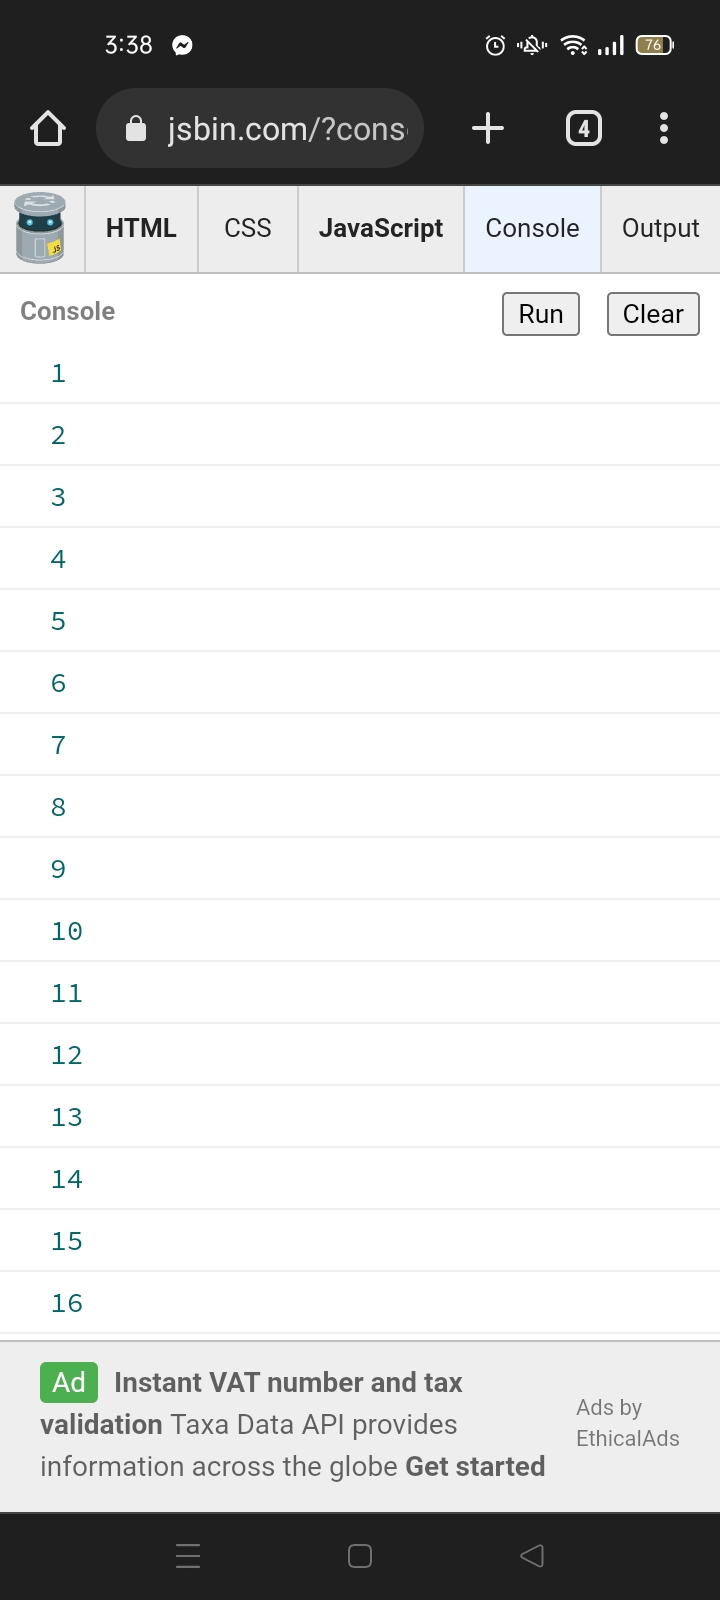 3:38
76
jsbin.com/?cons
4
HTML CSS JavaScript Console Output
Console Run Clear
1
2
3
4
5
6
7
8
9
10
11
12
13
14
15
16
Ad Instant VAT number and tax
validation Taxa Data API provides
information across the globe Get started
Ads by
EthicalAds